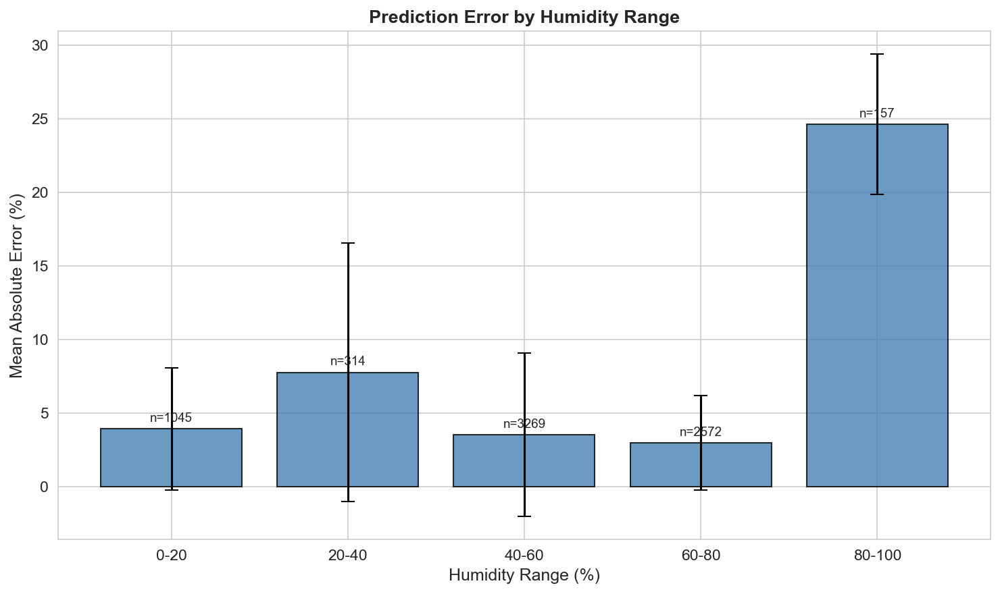 Prediction Error by Humidity Range
Mean Absolute Error (%)
30
25
20
15
10
5
0
n=1045
n=314
n=3269
n=2572
n=157
0-20
20-40
40-60
60-80
80-100
Humidity Range (%)